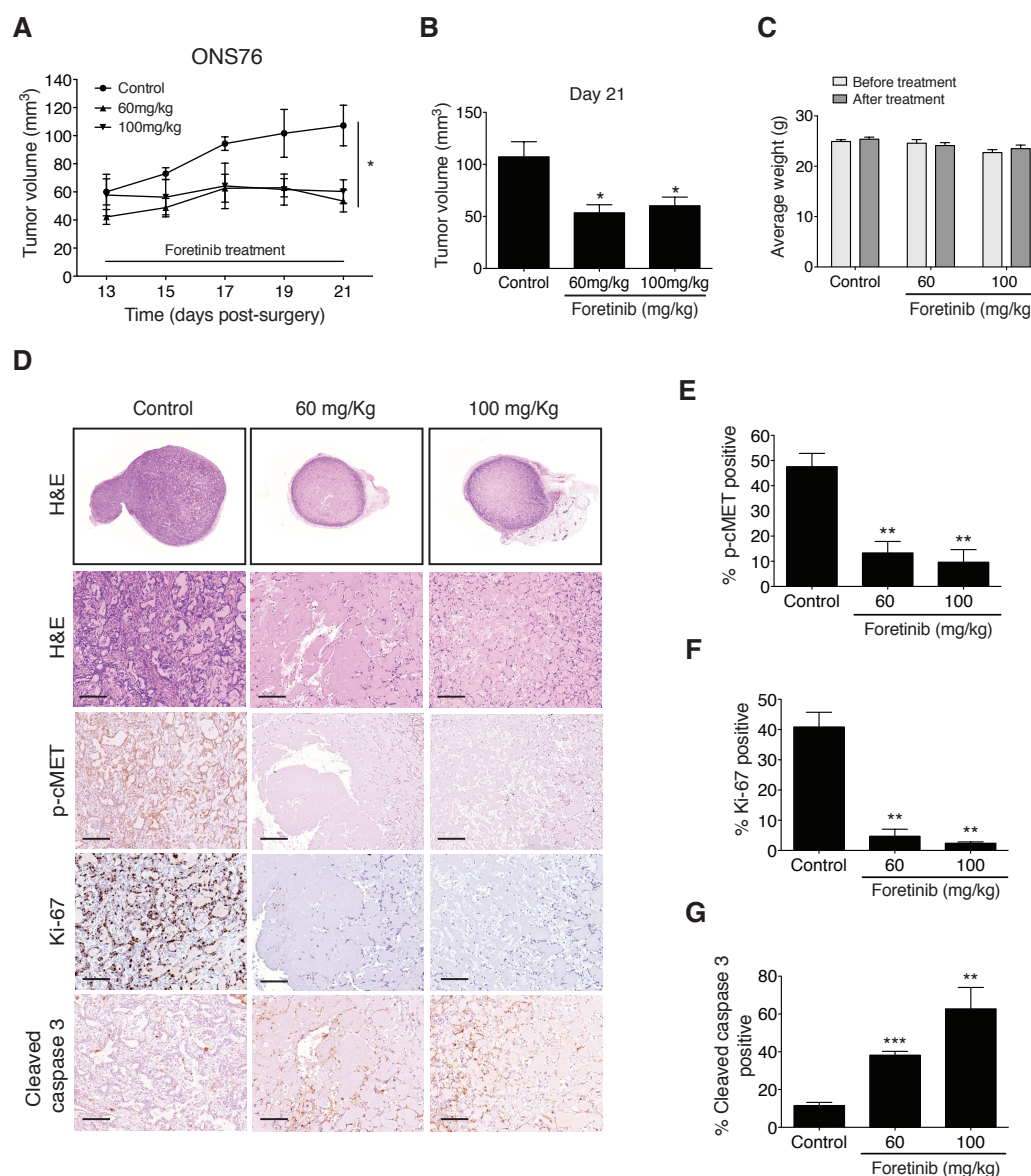 A
ONS76
Control
60mg/kg
100mg/kg
Tumor volume (mm³)
140
120
100
80
60
40
20
0
*
Foretinib treatment
13 15 17 19 21
Time (days post-surgery)
B
Day 21
Tumor volume (mm³)
150
100
50
0
* *
Control 60mg/kg 100mg/kg
Foretinib (mg/kg)
C
Before treatment
After treatment
Average weight (g)
30
20
10
0
Control 60 100
Foretinib (mg/kg
D
Control 60 mg/Kg 100 mg/Kg
H&E
H&E
p-cMET
Ki-67
Cleaved
caspase 3
E
% p-cMET positive
60
50
40
30
20
10
0
** **
Control 60 100
Foretinib (mg/kg)
F
% Ki-67 positive
50
40
30
20
10
0
** **
Control 60 100
Foretinib (mg/kg)
G
% Cleaved caspase 3
positive
80
60
40
20
0
*** **
Control 60 100
Foretinib (mg/kg)